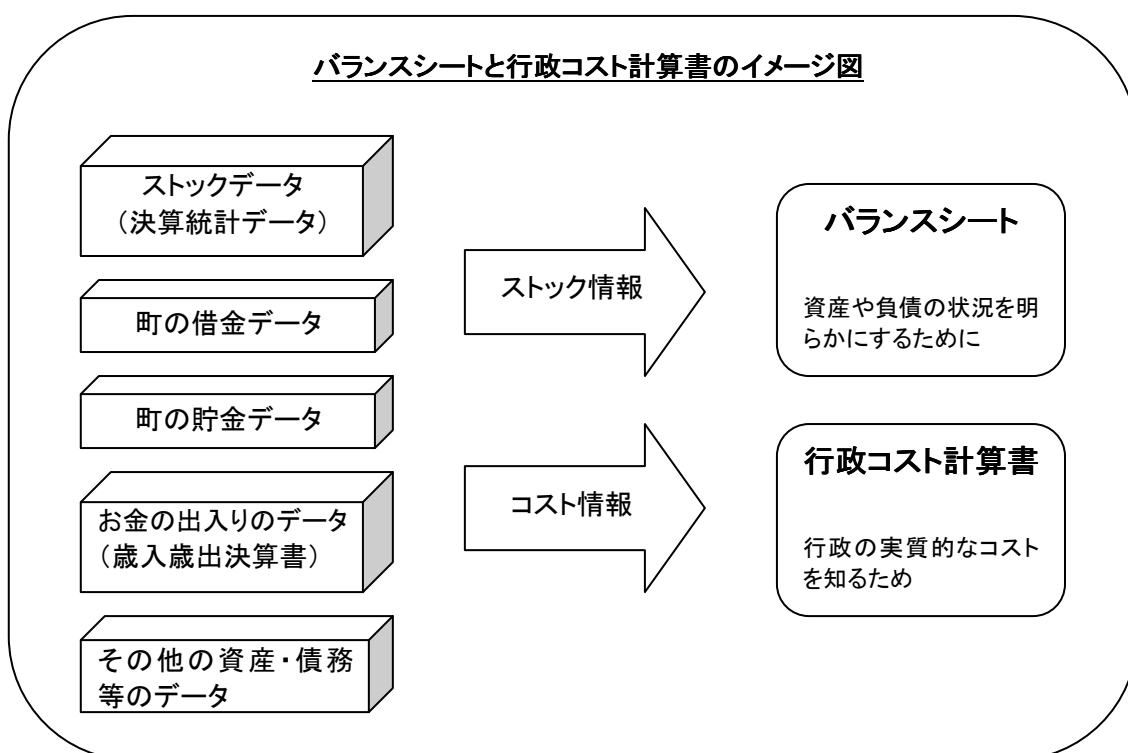 バランスシートと行政コスト計算書のイメージ図
ストックデータ
（決算統計データ）
町の借金データ
町の貯金データ
お金の出入りのデータ
（歳入歳出決算書）
その他の資産・債務
等のデータ
ストック情報
コスト情報
バランスシート
資産や負債の状況を明
らかにするために
行政コスト計算書
行政の実質的なコスト
を知るため